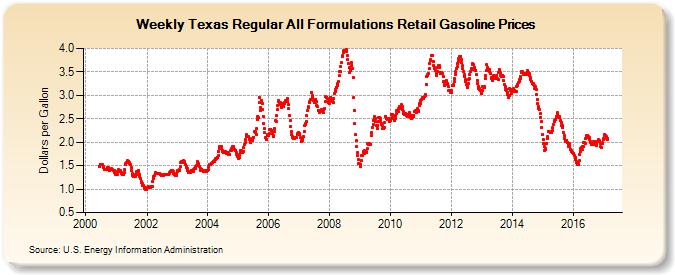 Weekly Texas Regular All Formulations Retail Gasoline Prices
Dollars per Gallon
4.0
3.5
3.0
2.5
2.0
1.5
1.0
0.5
2000 2002 2004 2006 2008 2010 2012 2014 2016
Source: U.S. Energy Information Administration